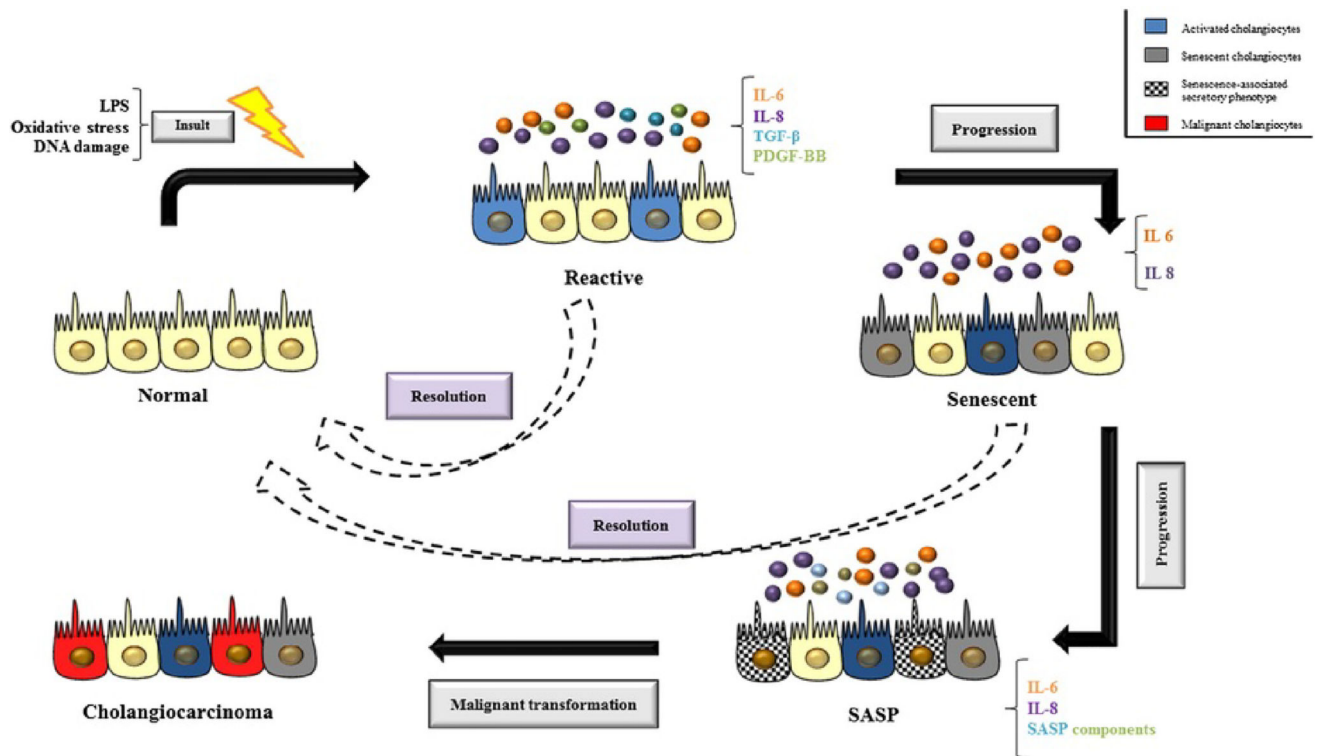 Activated cholangiocytes
Senescent cholangiocytes
Senescence-associated
secretory phenotype
Malignant cholangiocytes
LPS
Oxidative stress
DNA damage
Insult
IL-6
IL-8
TGF-β
PDGF-BB
Progression
Reactive
IL 6
IL 8
Normal
Resolution
Senescent
Resolution
Progression
Cholangiocarcinoma
Malignant transformation
SASP
IL-6
IL-8
SASP components